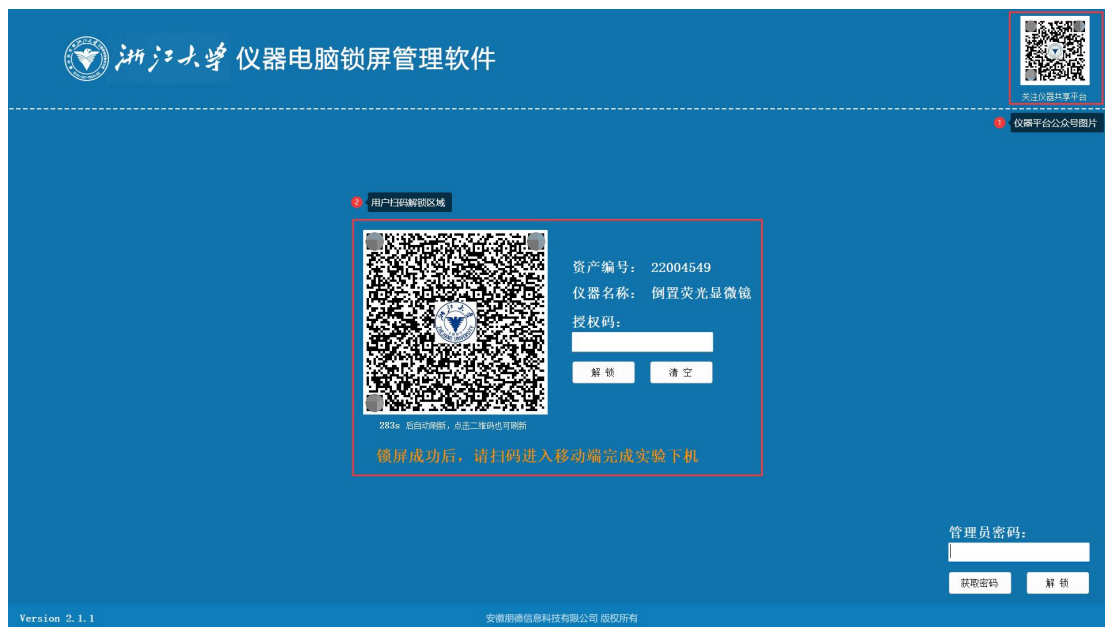 浙江大学 仪器电脑锁屏管理软件
关注仪器共享平台
1 仪器平台公众号图片
2 用户扫码解锁区域
资产编号： 22004549
仪器名称： 倒置荧光显微镜
授权码：
解 锁 清 空
283s 后自动刷新，点击二维码也可刷新
锁屏成功后，请扫码进入移动端完成实验下机
管理员密码：
获取密码 解 锁
Version 2.1.1 安徽朋德信息科技有限公司 版权所有